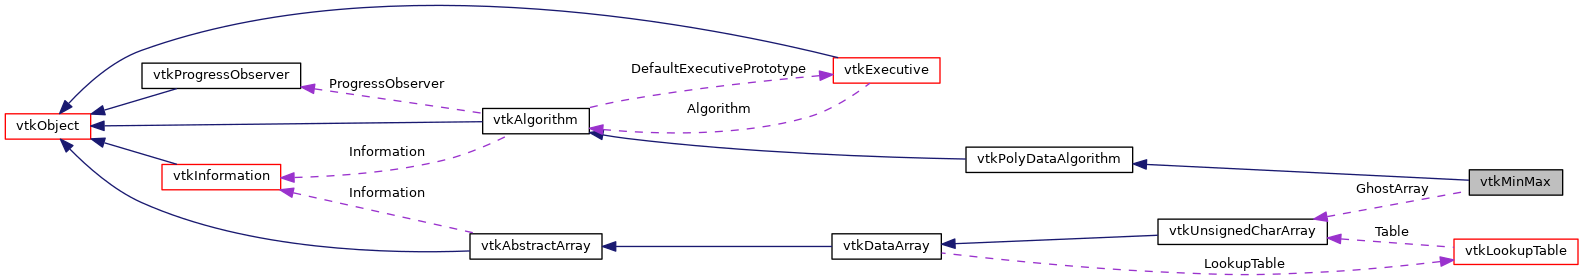 DefaultExecutivePrototype
vtkExecutive
vtkProgressObserver
ProgressObserver
Algorithm
vtkObject
vtkAlgorithm
Information
vtkPolyDataAlgorithm
vtkInformation
vtkMinMax
Information
GhostArray
vtkUnsignedCharArray
Table
vtkAbstractArray
vtkDataArray
vtkLookupTable
LookupTable